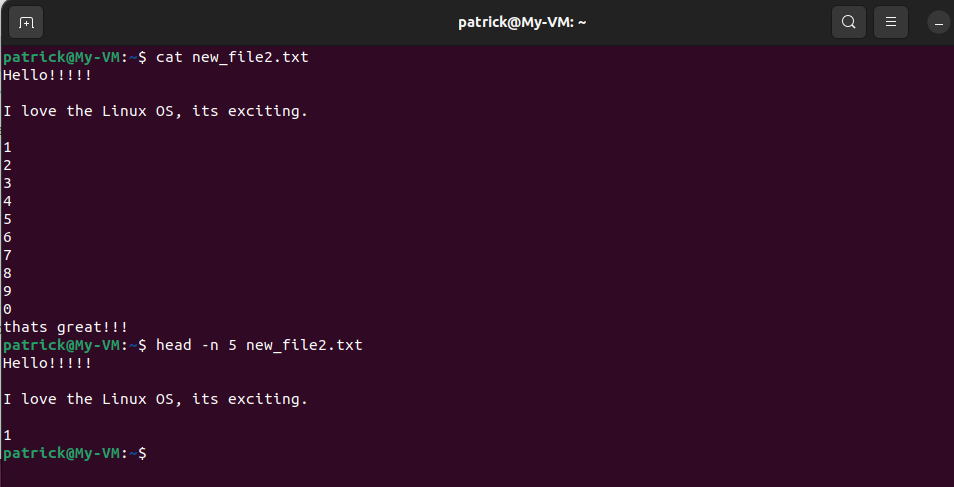 patrick@My-VM: ~
patrick@My-VM:~$ cat new_file2.txt
Hello!!!!!
I love the Linux OS, its exciting.
1
2
3
4
5
6
7
8
9
0
thats great!!!
patrick@My-VM:~$ head -n 5 new_file2.txt
Hello!!!!!
I love the Linux OS, its exciting.
1
patrick@My-VM:~$